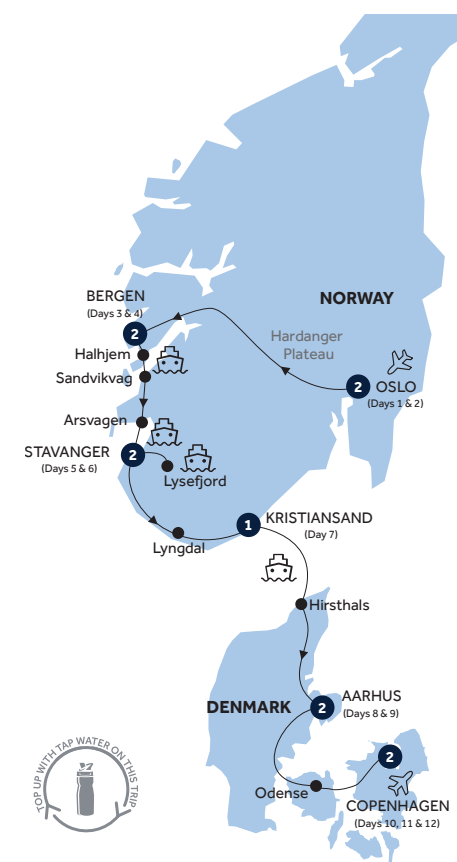 BERGEN
(Days 3 & 4)
2
Halhjem
Sandvikvag
Arsvagen
STAVANGER
(Days 5 & 6)
2
Lysefjord
Lyngdal
NORWAY
Hardanger
Plateau
2
OSLO
(Days 1 & 2)
1
KRISTIANSAND
(Day 7)
Hirsthals
DENMARK
2
AARHUS
(Days 8 & 9)
Odense
2
COPENHAGEN
(Days 10, 11 & 12)
TOP UP WITH TAP WATER ON THIS TRIP